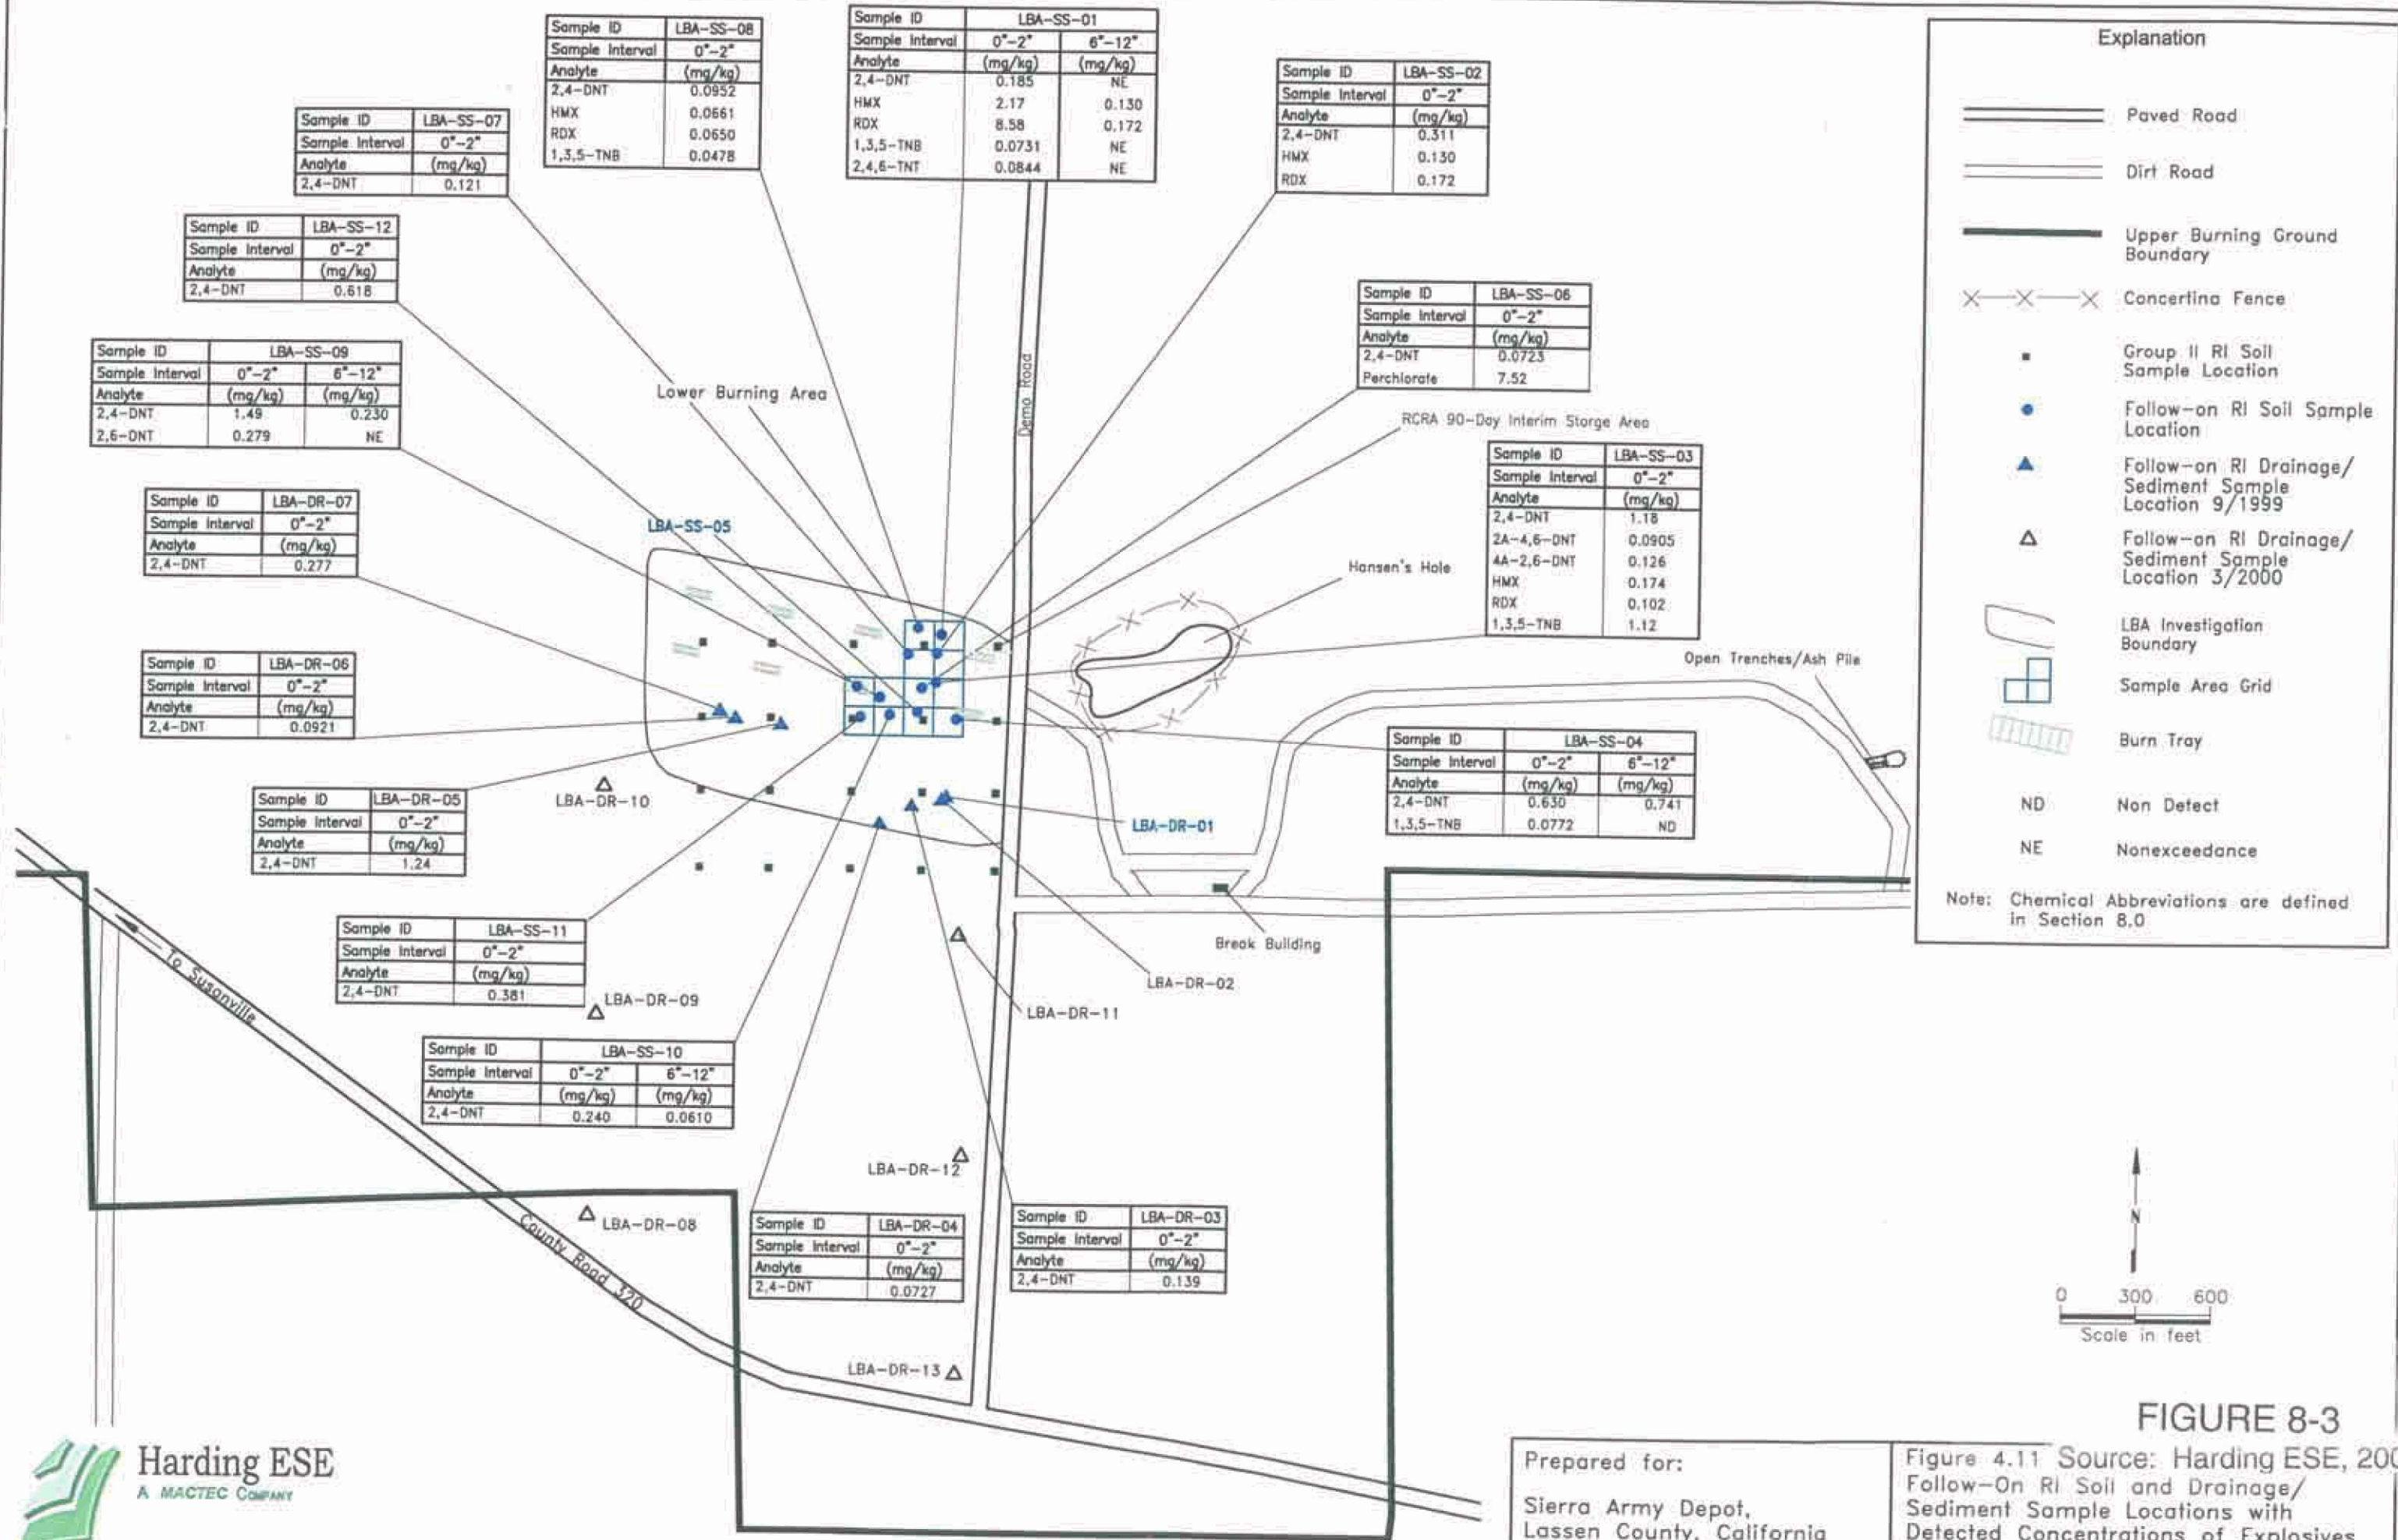 Sample ID LBA-SS-08
Sample Interval 0"-2"
Analyte (mg/kg)
2,4-DNT 0.0952
HMX 0.0661
RDX 0.0650
1,3,5-TNB 0.0478
Sample ID LBA-SS-01
Sample Interval 0"-2" 6"-12"
Analyte (mg/kg) (mg/kg)
2,4-DNT 0.185 NE
HMX 2.17 0.130
RDX 8.58 0.172
1,3,5-TNB 0.0731 NE
2,4,6-TNT 0.0844 NE
Sample ID LBA-SS-02
Sample Interval 0"-2"
Analyte (mg/kg)
2,4-DNT 0.311
HMX 0.130
RDX 0.172
Sample ID LBA-SS-07
Sample Interval 0"-2"
Analyte (mg/kg)
2,4-DNT 0.121
Sample ID LBA-SS-12
Sample Interval 0"-2"
Analyte (mg/kg)
2,4-DNT 0.618
Sample ID LBA-SS-06
Sample Interval 0"-2"
Analyte (mg/kg)
2,4-DNT 0.0723
Perchlorate 7.52
Sample ID LBA-SS-09
Sample Interval 0"-2" 6"-12"
Analyte (mg/kg) (mg/kg)
2,4-DNT 1.49 0.230
2,6-DNT 0.279 NE
Lower Burning Area
Demo Road
RCRA 90-Day Interim Storge Area
Sample ID LBA-SS-03
Sample Interval 0"-2"
Analyte (mg/kg)
2,4-DNT 1.18
2A-4,6-DNT 0.0905
4A-2,6-DNT 0.126
HMX 0.174
RDX 0.102
1,3,5-TNB 1.12
Sample ID LBA-DR-07
Sample Interval 0"-2"
Analyte (mg/kg)
2,4-DNT 0.277
LBA-SS-05
Hansen's Hole
Sample ID LBA-DR-06
Sample Interval 0"-2"
Analyte (mg/kg)
2,4-DNT 0.0921
Open Trenches/Ash Pile
Sample ID LBA-SS-04
Sample Interval 0"-2" 6"-12"
Analyte (mg/kg) (mg/kg)
2,4-DNT 0.630 0.741
1,3,5-TNB 0.0772 ND
Sample ID LBA-DR-05
Sample Interval 0"-2"
Analyte (mg/kg)
2,4-DNT 1.24
LBA-DR-10
LBA-DR-01
Sample ID LBA-SS-11
Sample Interval 0"-2"
Analyte (mg/kg)
2,4-DNT 0.381
Break Building
LBA-DR-02
LBA-DR-11
LBA-DR-09
To Susanville
Sample ID LBA-SS-10
Sample Interval 0"-2" 6"-12"
Analyte (mg/kg) (mg/kg)
2,4-DNT 0.240 0.0610
LBA-DR-12
LBA-DR-08
County Road 320
Sample ID LBA-DR-04
Sample Interval 0"-2"
Analyte (mg/kg)
2,4-DNT 0.0727
Sample ID LBA-DR-03
Sample Interval 0"-2"
Analyte (mg/kg)
2,4-DNT 0.139
LBA-DR-13
Explanation
Paved Road
Dirt Road
Upper Burning Ground
Boundary
Concertina Fence
Group II RI Soil
Sample Location
Follow-on RI Soil Sample
Location
Follow-on RI Drainage/
Sediment Sample
Location 9/1999
Follow-on RI Drainage/
Sediment Sample
Location 3/2000
LBA Investigation
Boundary
Sample Area Grid
Burn Tray
ND Non Detect
NE Nonexceedance
Note: Chemical Abbreviations are defined
in Section 8.0
N
0 300 600
Scale in feet
FIGURE 8-3
Harding ESE
A MACTEC COMPANY
Prepared for:
Sierra Army Depot,
Lassen County, California
Figure 4.11 Source: Harding ESE, 200
Follow-On RI Soil and Drainage/
Sediment Sample Locations with
Detected Concentrations of Explosives